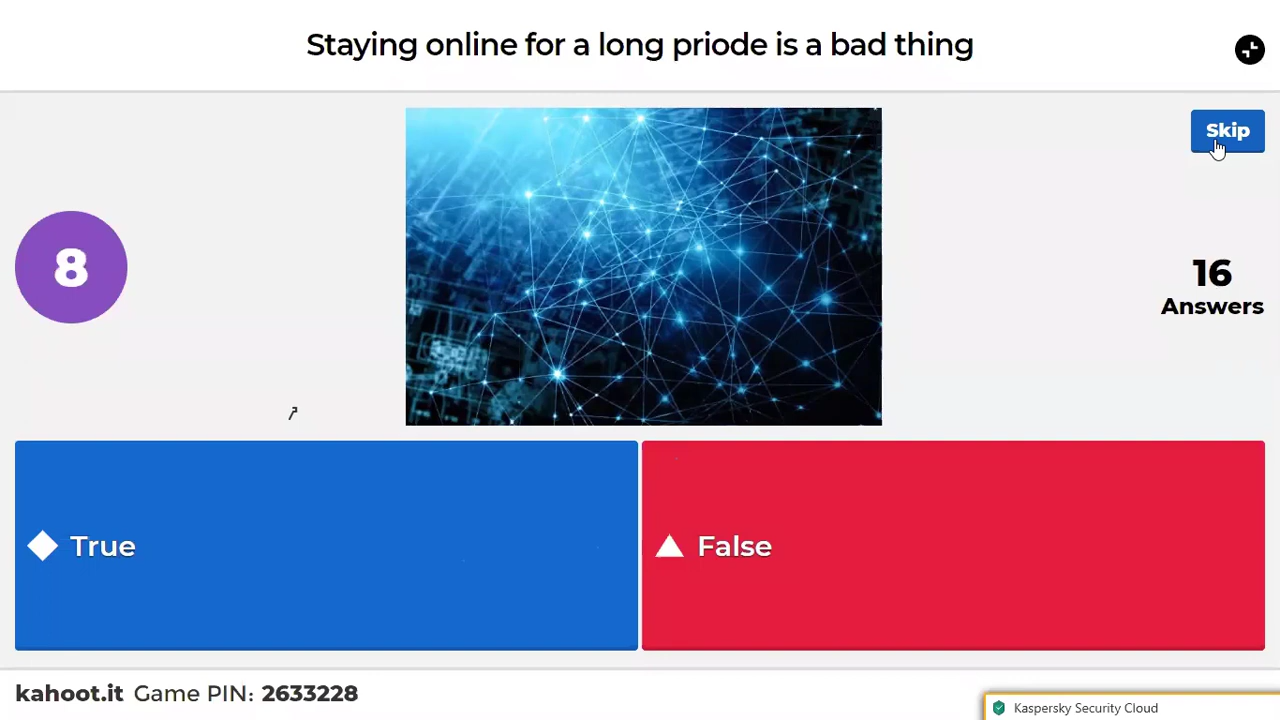 Staying online for a long priode is a bad thing
Skip
8
16
Answers
True
False
kahoot.it Game PIN: 2633228
Kaspersky Security Cloud